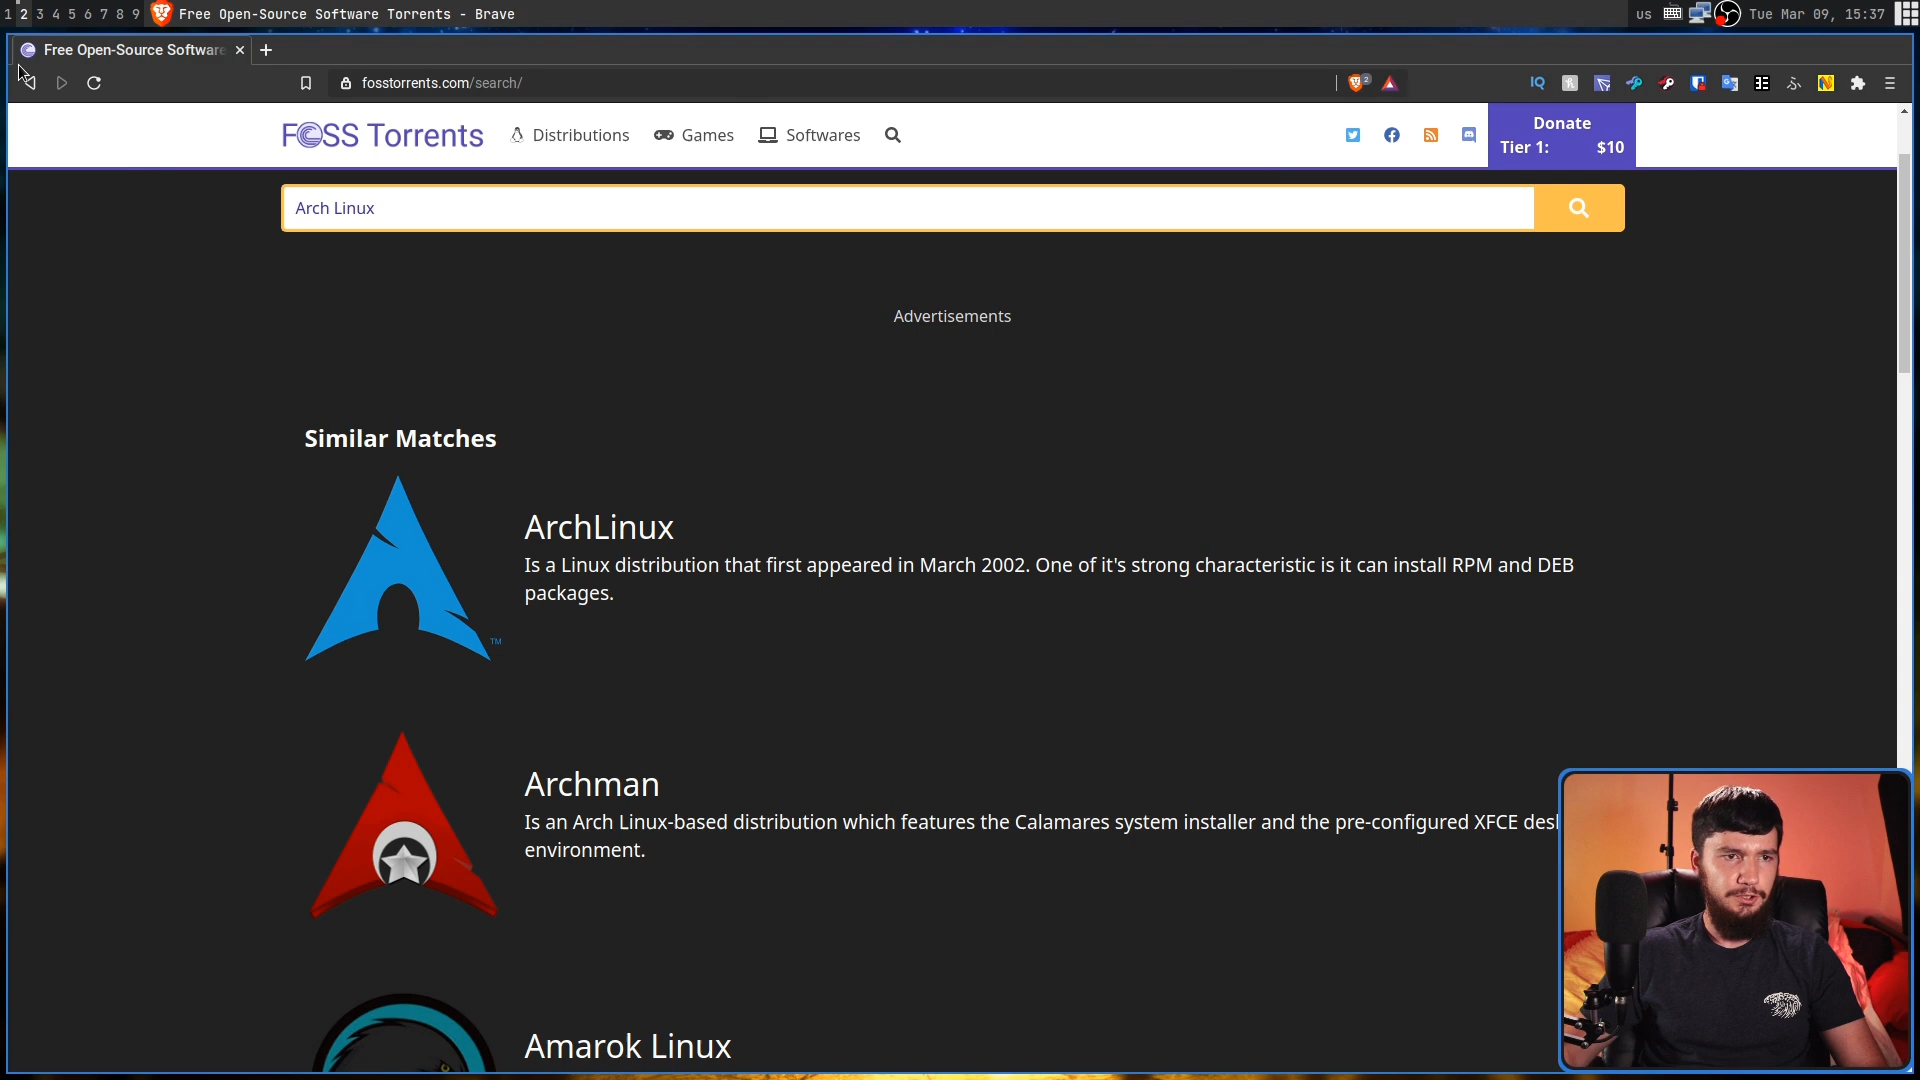 1 2 3 4 5 6 7 8 9 Free Open-Source Software Torrents - Brave us Tue Mar 09, 15:37
Free Open-Source Software
fosstorrents.com/search/ 2 IQ
FOSS Torrents Distributions Games Softwares Donate
Tier 1: $10
Arch Linux
Advertisements
Similar Matches
ArchLinux
Is a Linux distribution that first appeared in March 2002. One of it's strong characteristic is it can install RPM and DEB
packages.
TM
Archman
Is an Arch Linux-based distribution which features the Calamares system installer and the pre-configured XFCE des
environment.
Amarok Linux